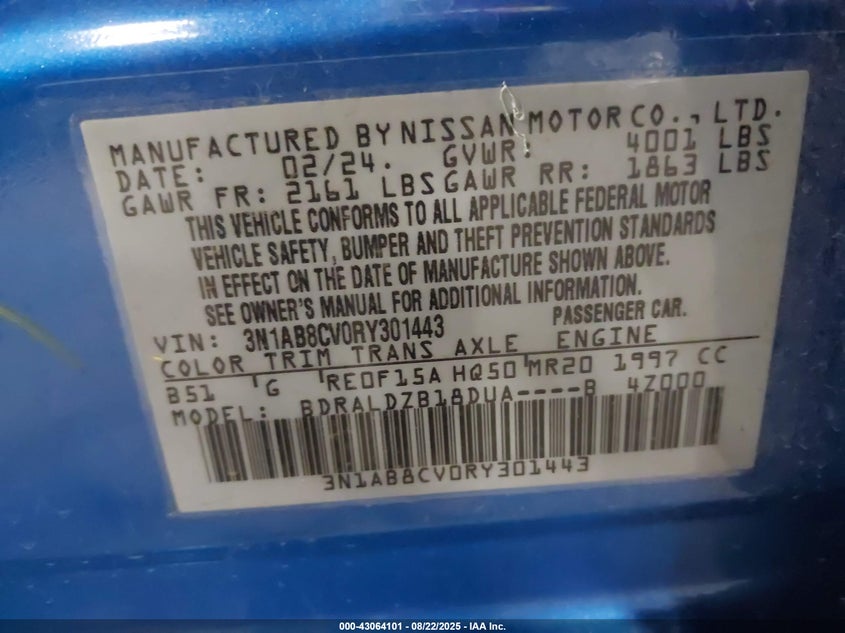 MANUFACTURED BY NISSAN MOTOR CO., LTD.
DATE: 02/24. GVWR: 4001 LBS
GAWR FR: 2161 LBS GAWR RR: 1863 LBS
THIS VEHICLE CONFORMS TO ALL APPLICABLE FEDERAL MOTOR
VEHICLE SAFETY, BUMPER AND THEFT PREVENTION STANDARDS
IN EFFECT ON THE DATE OF MANUFACTURE SHOWN ABOVE.
SEE OWNER'S MANUAL FOR ADDITIONAL INFORMATION.
VIN: 3N1AB8CV0RY301443 PASSENGER CAR.
COLOR TRIM TRANS AXLE ENGINE
B51 G RE0F15A HQ50 MR20 1997 CC
MODEL: BDRALDZB18DUA----B 4Z000
3N1AB8CV0RY301443
000-43064101 - 08/22/2025 - IAA Inc.